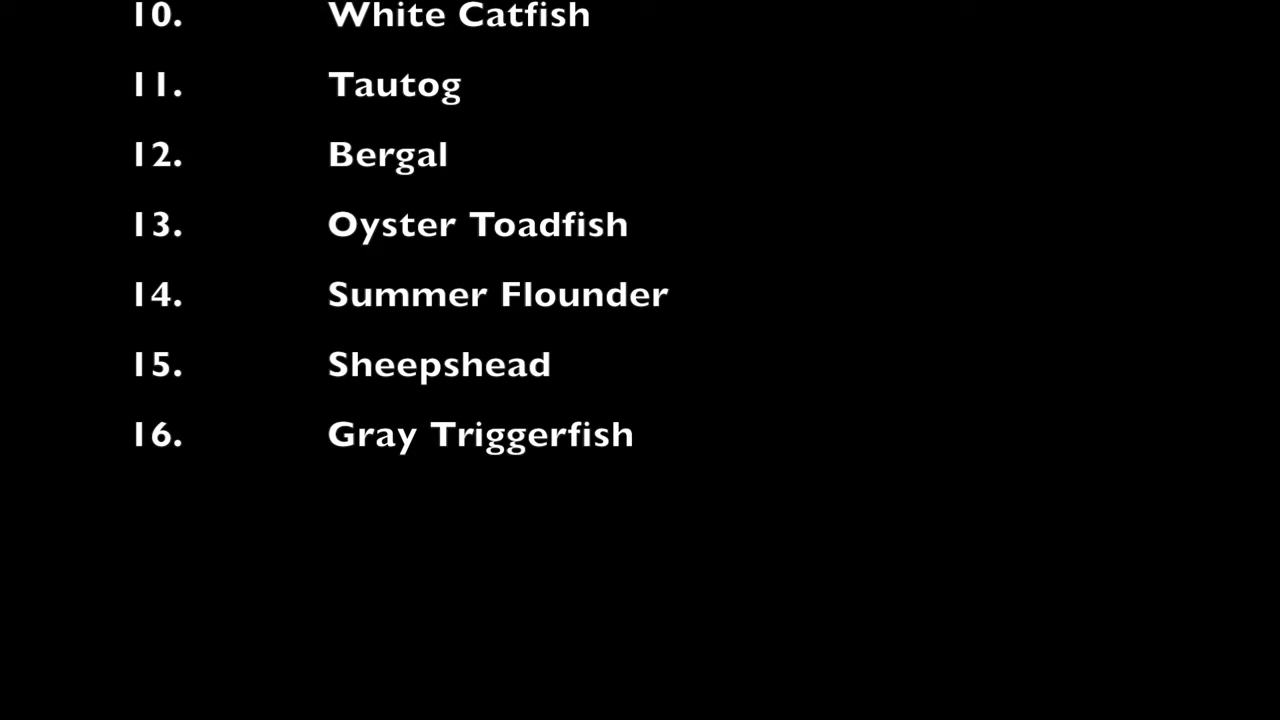 10. White Catfish
11. Tautog
12. Bergal
13. Oyster Toadfish
14. Summer Flounder
15. Sheepshead
16. Gray Triggerfish